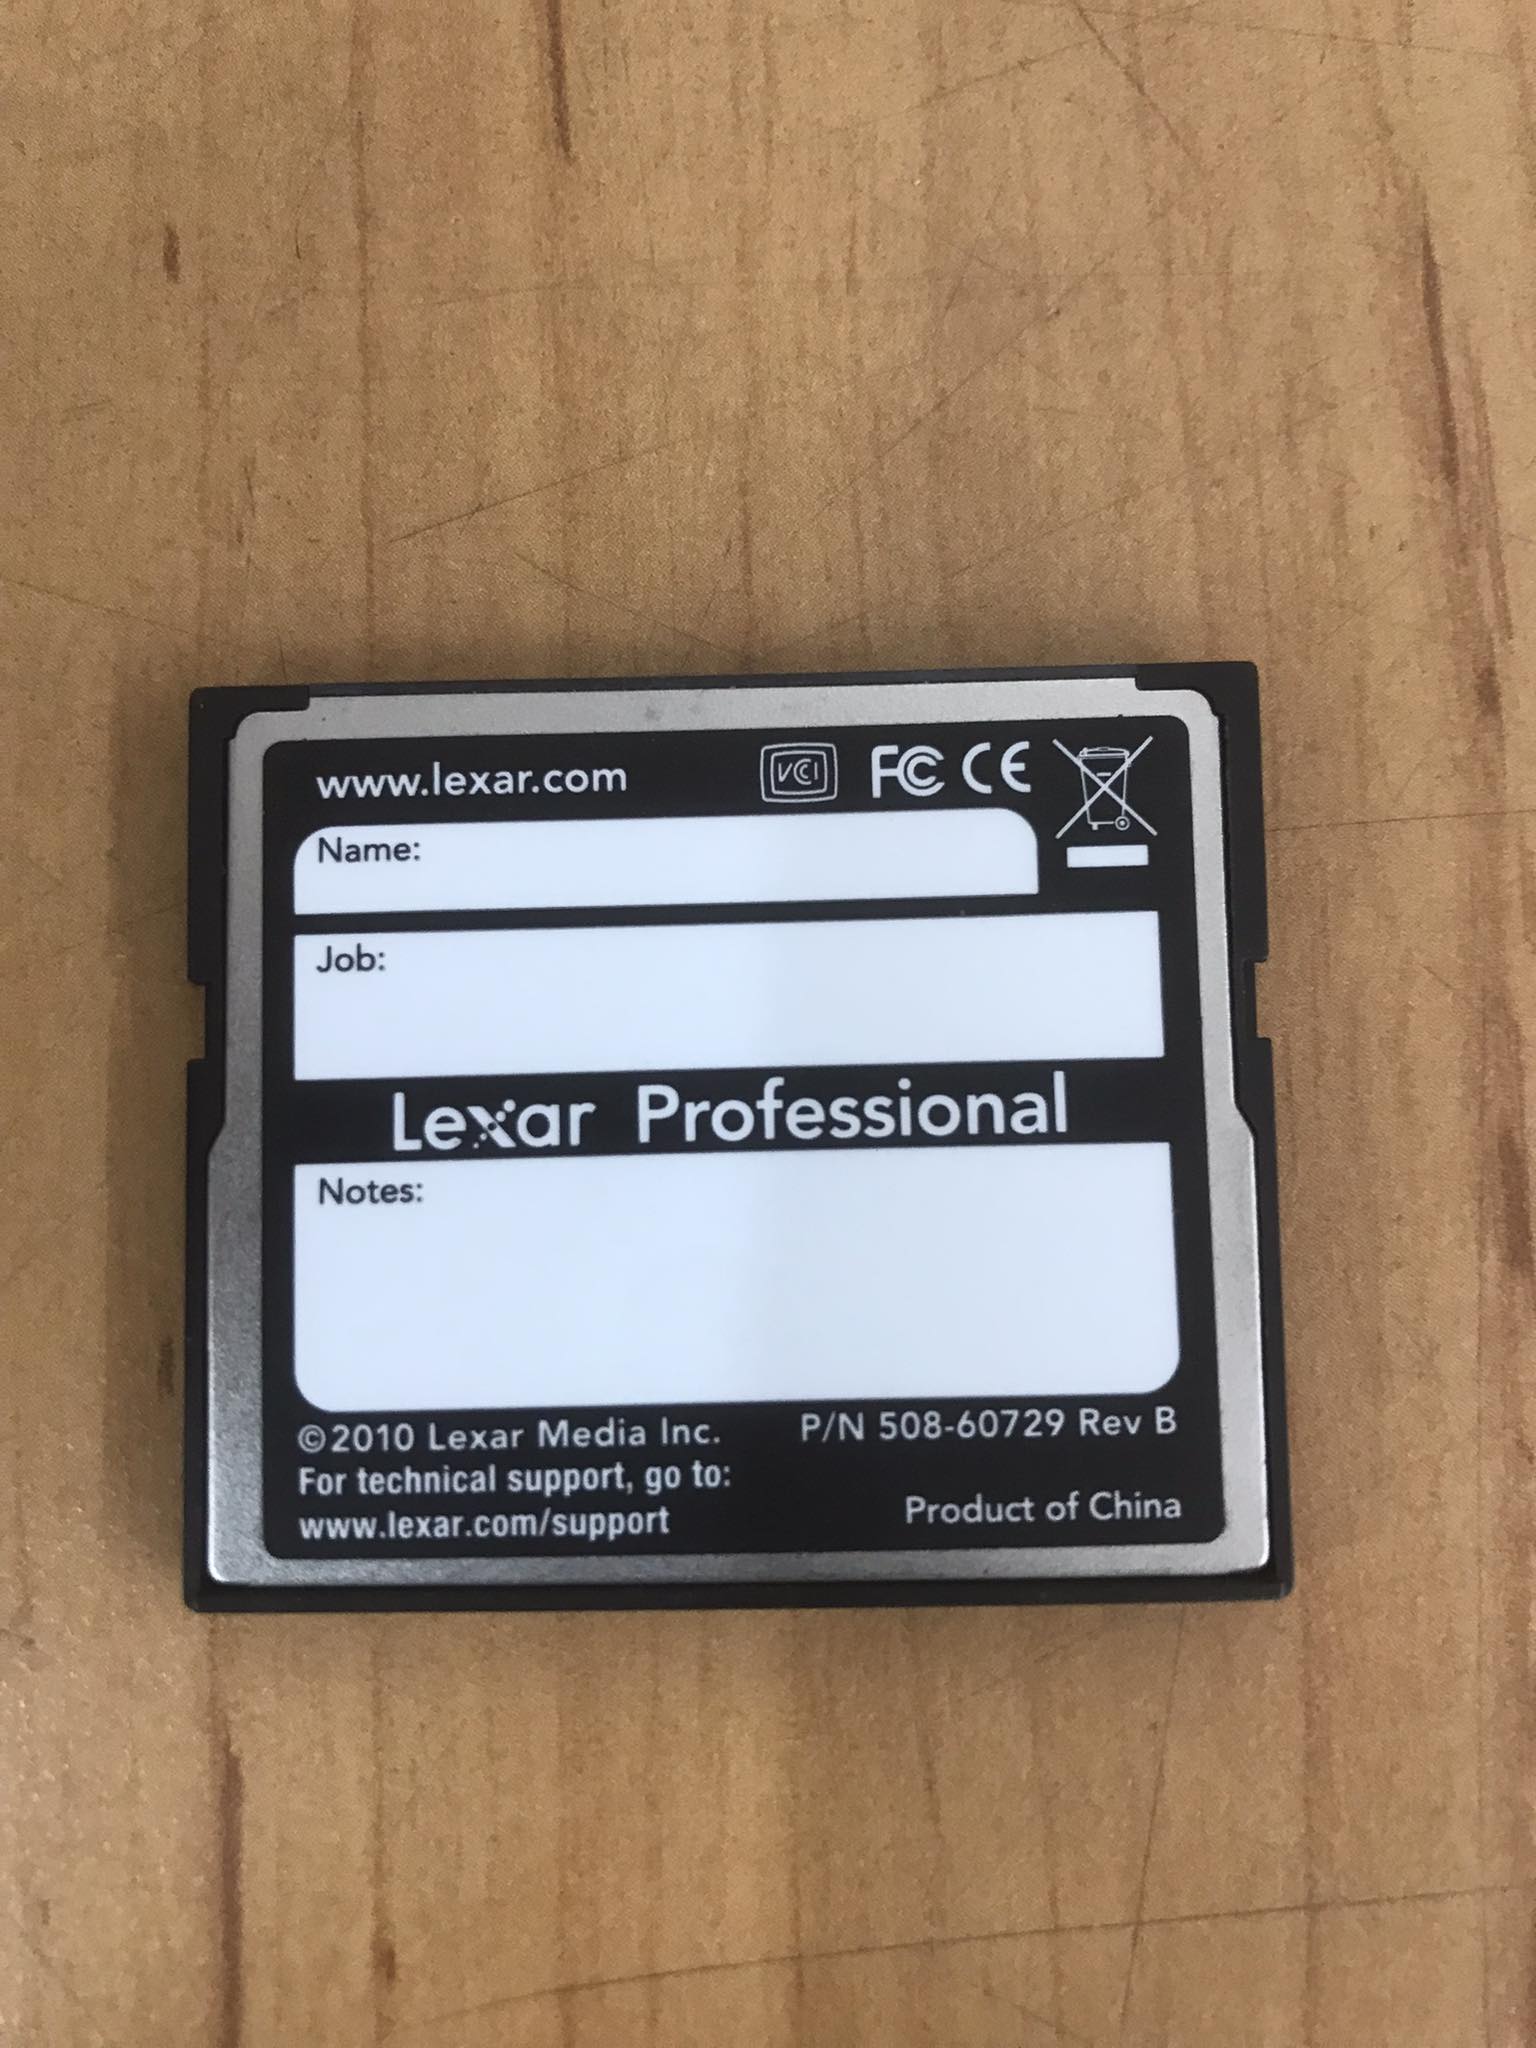 www.lexar.com VCCI FC CE
Name:
Job:
Lexar Professional
Notes:
©2010 Lexar Media Inc. P/N 508-60729 Rev B
For technical support, go to:
www.lexar.com/support Product of China